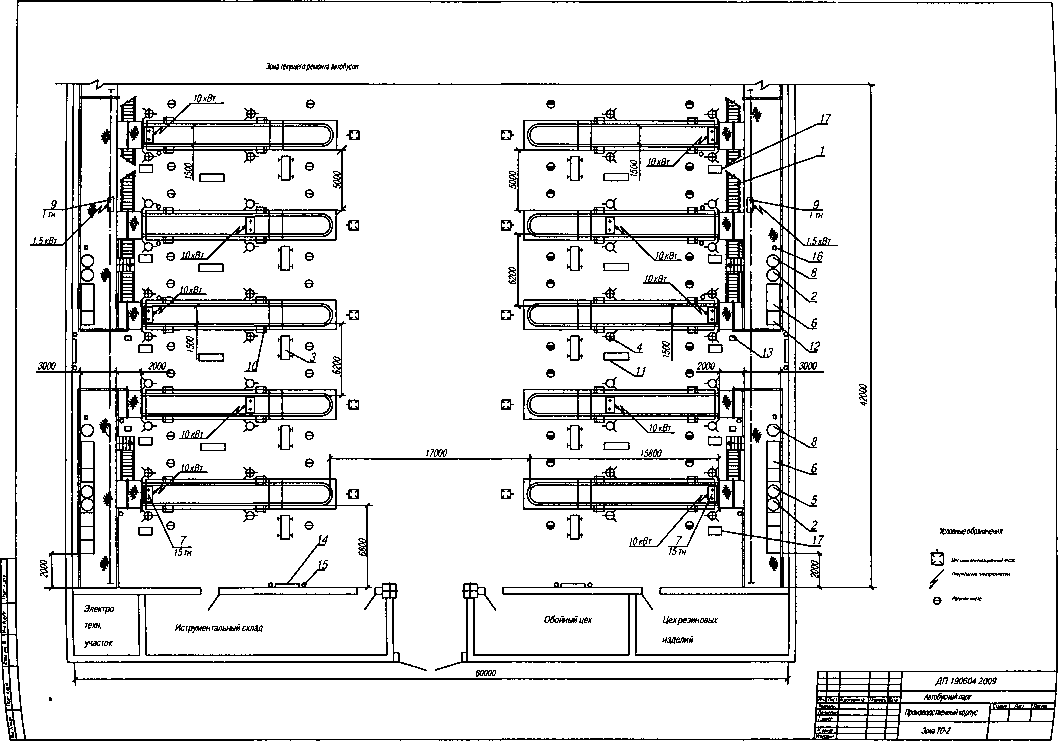 Зона текущего ремонта автобусов
10 кВт
1500
5000
9
1 тн
1.5 кВт
10 кВт
10 кВт
1500
10
3
6200
3000
2000
10 кВт
10 кВт
7
15 тн
14
15
2000
6800
17000
15800
10 кВт
1500
5000
17
1
9
1 тн
1.5 кВт
16
8
2
6
12
10 кВт
10 кВт
6200
4
11
1500
13
2000
3000
42000
10 кВт
8
6
5
2
17
10 кВт
7
15 тн
2000
Условные обозначения
Рабочее место
Электро
техн.
участок
Иструментальный склад
Обойный цех
Цех резиновых
изделий
60000
ДП 190604 2009
Автобусный парк
Производственный корпус
Зона ТО-2